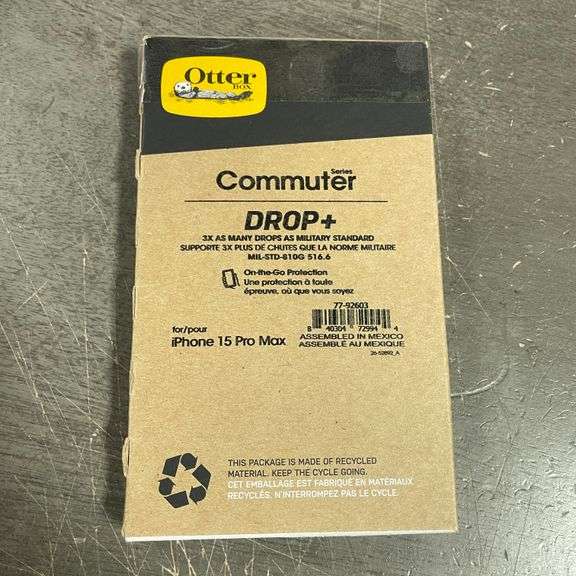 Otter
BOX
Commuter
Series
DROP+
3X AS MANY DROPS AS MILITARY STANDARD
SUPPORTE 3X PLUS DE CHUTES QUE LA NORME MILITAIRE
MIL-STD-810G 516.6
On-the-Go Protection
Une protection à toute
épreuve, où que vous soyez
77-92603
8 40304 72994 4
for/pour
iPhone 15 Pro Max
ASSEMBLED IN MEXICO
ASSEMBLÉ AU MEXIQUE
26-52892_A
THIS PACKAGE IS MADE OF RECYCLED
MATERIAL. KEEP THE CYCLE GOING.
CET EMBALLAGE EST FABRIQUÉ EN MATÉRIAUX
RECYCLÉS. N'INTERROMPEZ PAS LE CYCLE.